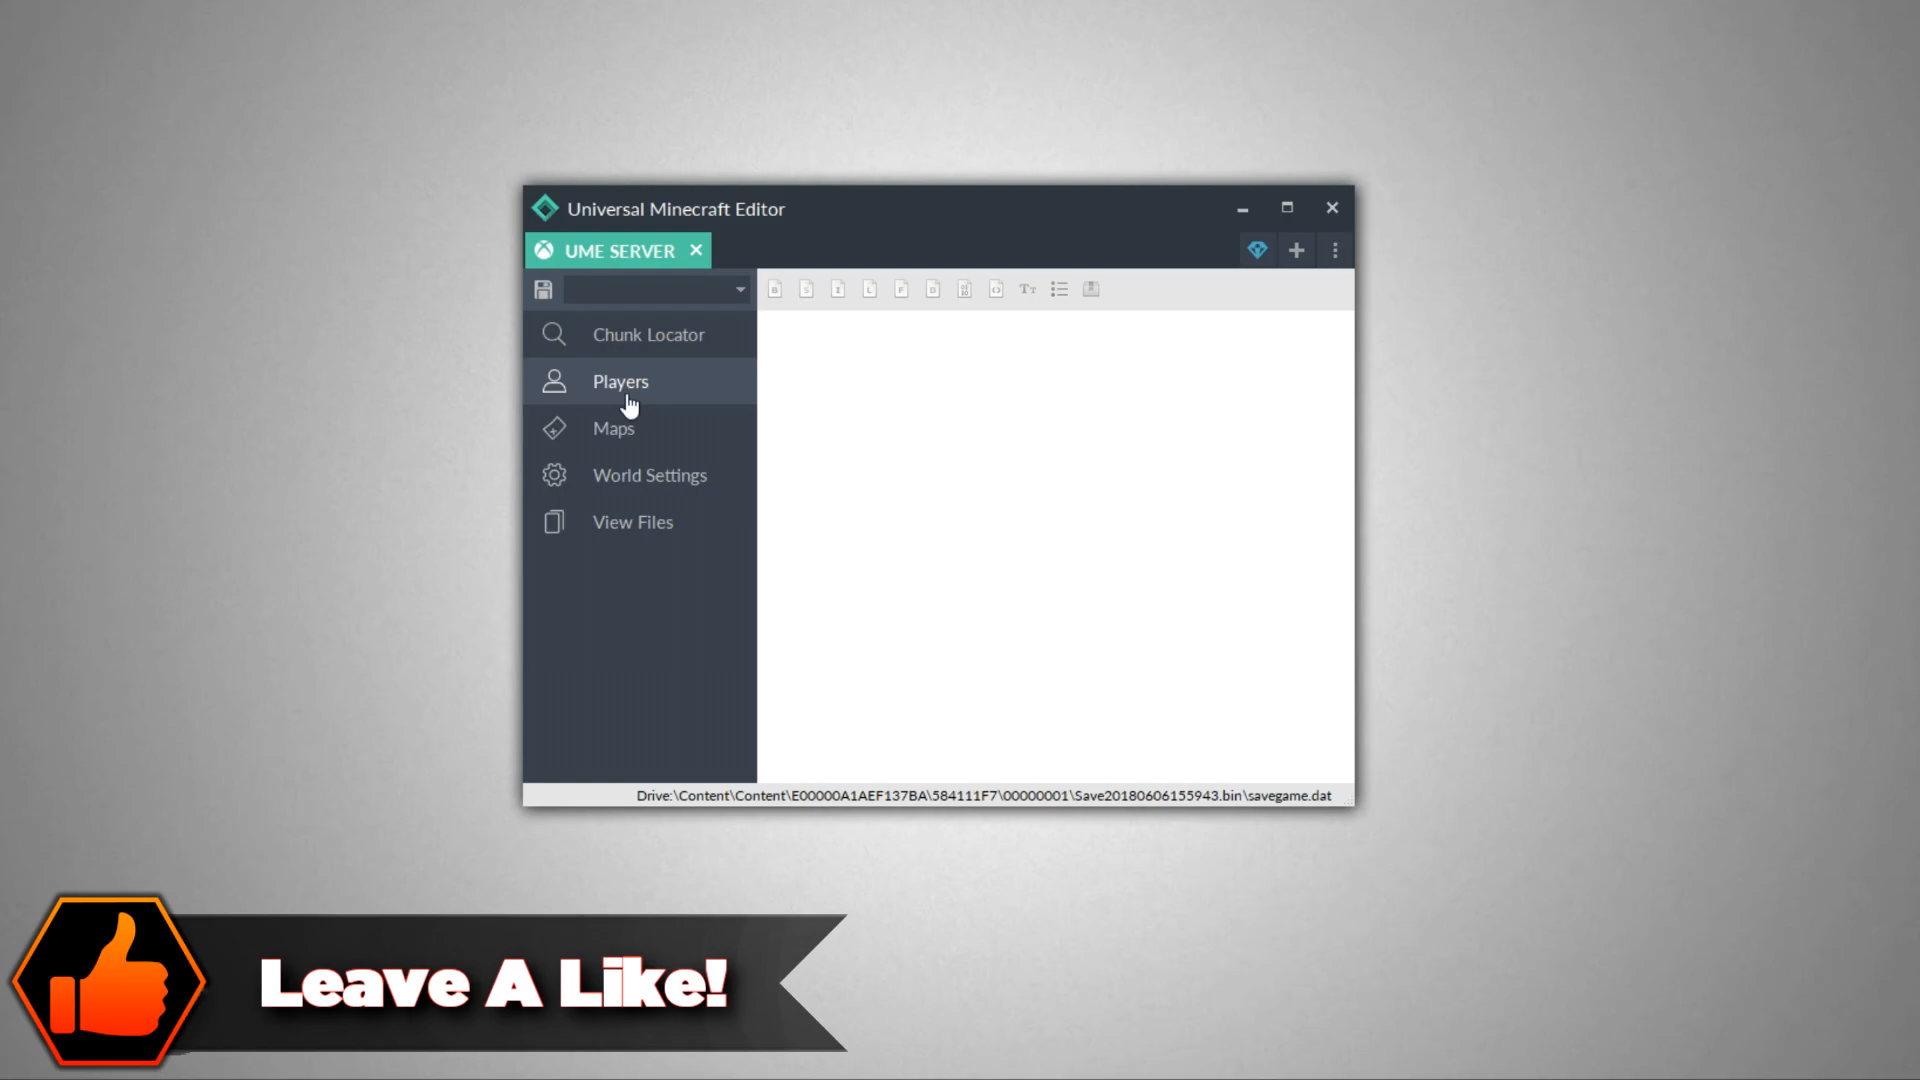 Universal Minecraft Editor
UME SERVER
Chunk Locator
Players
Maps
World Settings
View Files
B S I L F D
Tт
Drive:\Content\Content\E00000A1AEF137BA\584111F7\00000001\Save20180606155943.bin\savegame.dat
Leave A Like!